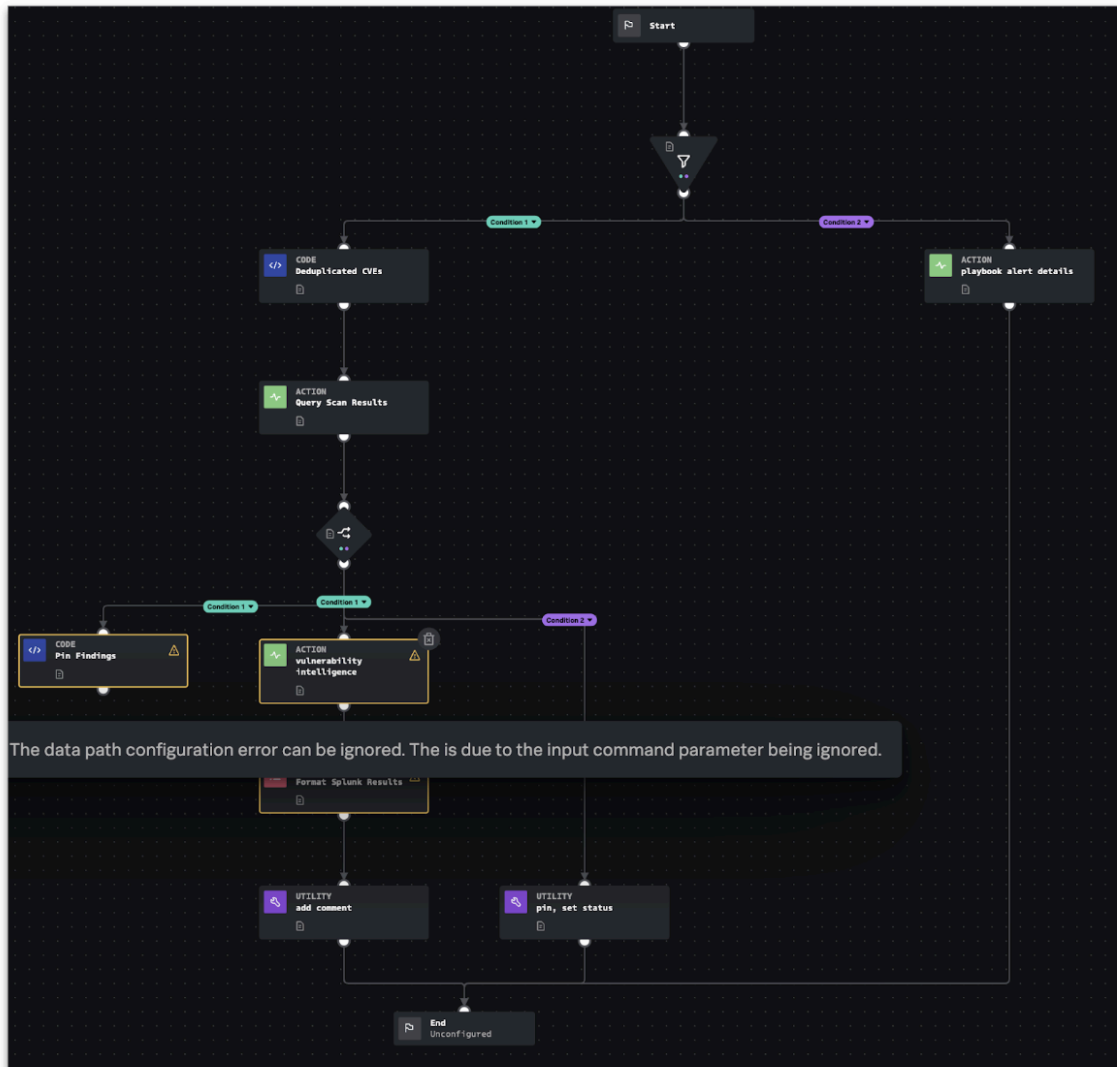 Start
Condition 1
Condition 2
CODE
Deduplicated CVEs
ACTION
playbook alert details
ACTION
Query Scan Results
Condition 1
Condition 1
Condition 2
CODE
Pin Findings
ACTION
vulnerability
intelligence
The data path configuration error can be ignored. The is due to the input command parameter being ignored.
Format Splunk Results
UTILITY
add comment
UTILITY
pin, set status
End
Unconfigured